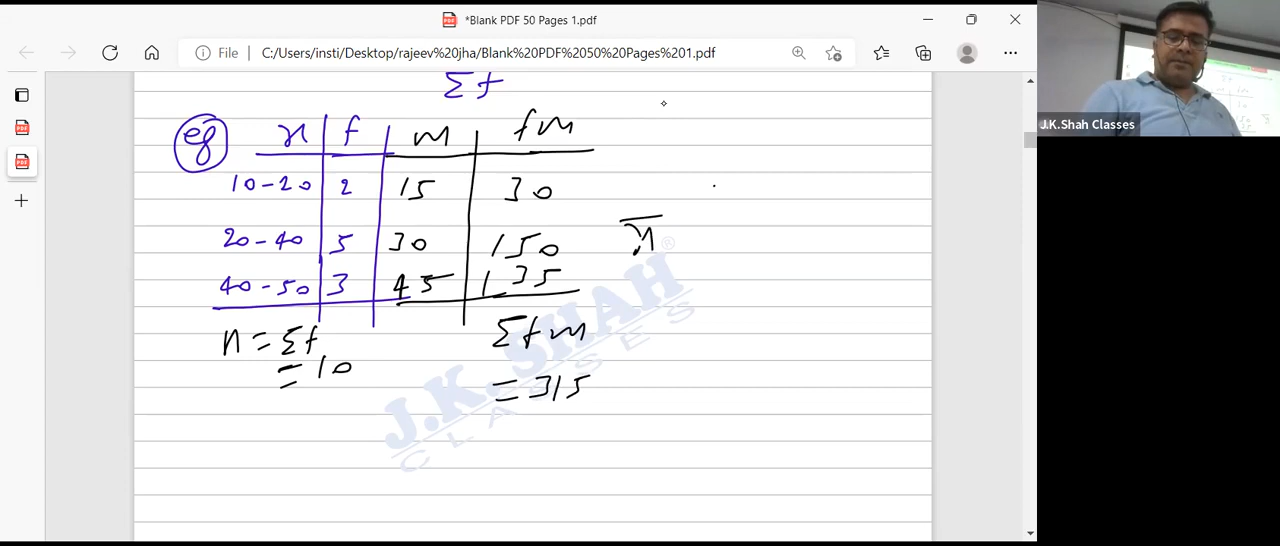 *Blank PDF 50 Pages 1.pdf
File C:/Users/insti/Desktop/rajeev%20jha/Blank%20PDF%2050%20Pages%201.pdf
J.K.Shah Classes
Σf
eg x f m fm
10-20 2 15 30
20-40 5 30 150
x̄
40-50 3 45 135
n = Σf Σfm
= 10
= 315
J.K. SHAH®
CLASSES